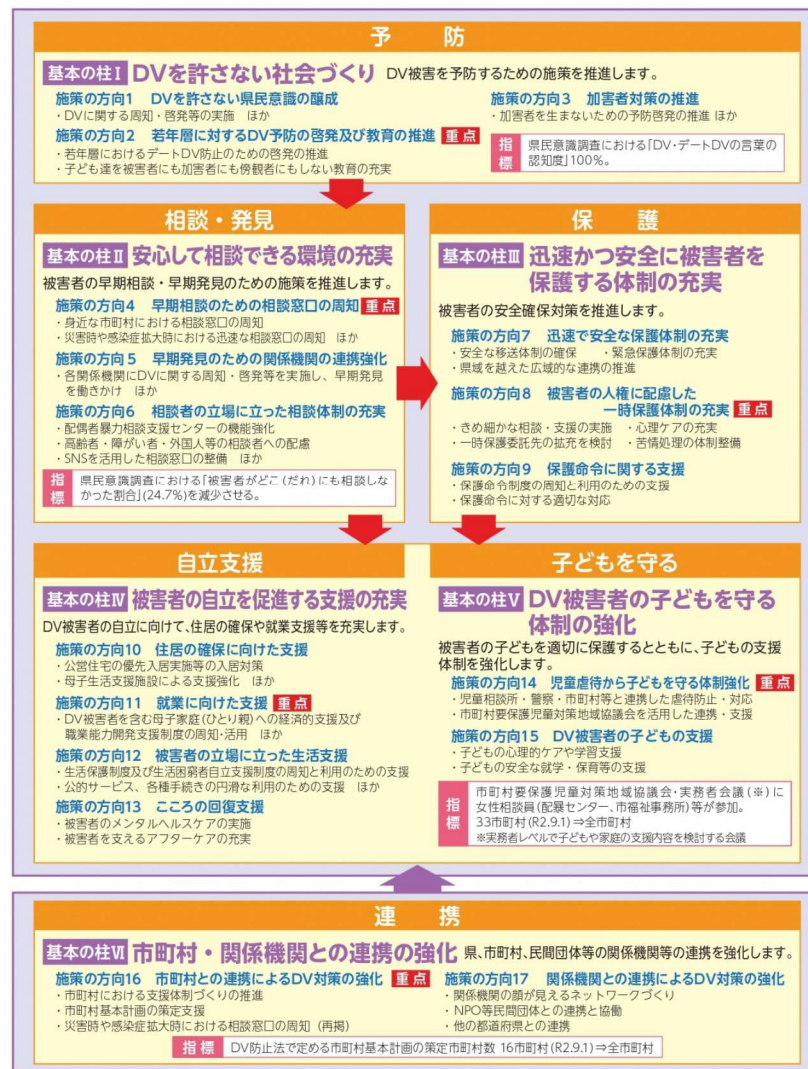 予　防
基本の柱Ⅰ DVを許さない社会づくり DV被害を予防するための施策を推進します。
施策の方向1　DVを許さない県民意識の醸成
・DVに関する周知・啓発等の実施　ほか
施策の方向2　若年層に対するDV予防の啓発及び教育の推進 重点
・若年層におけるデートDV防止のための啓発の推進
・子ども達を被害者にも加害者にも傍観者にもしない教育の充実
施策の方向3　加害者対策の推進
・加害者を生まないための予防啓発の推進 ほか
指標 県民意識調査における「DV・デートDVの言葉の
認知度」100%。
相談・発見
基本の柱Ⅱ 安心して相談できる環境の充実
被害者の早期相談・早期発見のための施策を推進します。
施策の方向4　早期相談のための相談窓口の周知 重点
・身近な市町村における相談窓口の周知
・災害時や感染症拡大時における迅速な相談窓口の周知　ほか
施策の方向5　早期発見のための関係機関の連携強化
・各関係機関にDVに関する周知・啓発等を実施し、早期発見
を働きかけ　ほか
施策の方向6　相談者の立場に立った相談体制の充実
・配偶者暴力相談支援センターの機能強化
・高齢者・障がい者・外国人等の相談者への配慮
・SNSを活用した相談窓口の整備　ほか
指標 県民意識調査における「被害者がどこ(だれ)にも相談しな
かった割合」(24.7%)を減少させる。
保　護
基本の柱Ⅲ 迅速かつ安全に被害者を
保護する体制の充実
被害者の安全確保対策を推進します。
施策の方向7　迅速で安全な保護体制の充実
・安全な移送体制の確保　・緊急保護体制の充実
・県域を越えた広域的な連携の推進
施策の方向8　被害者の人権に配慮した
一時保護体制の充実 重点
・きめ細かな相談・支援の実施　・心理ケアの充実
・一時保護委託先の拡充を検討　・苦情処理の体制整備
施策の方向9　保護命令に関する支援
・保護命令制度の周知と利用のための支援
・保護命令に対する適切な対応
自立支援
基本の柱Ⅳ 被害者の自立を促進する支援の充実
DV被害者の自立に向けて、住居の確保や就業支援等を充実します。
施策の方向10　住居の確保に向けた支援
・公営住宅の優先入居実施等の入居対策
・母子生活支援施設による支援強化　ほか
施策の方向11　就業に向けた支援 重点
・DV被害者を含む母子家庭(ひとり親)への経済的支援及び
職業能力開発支援制度の周知・活用　ほか
施策の方向12　被害者の立場に立った生活支援
・生活保護制度及び生活困窮者自立支援制度の周知と利用のための支援
・公的サービス、各種手続きの円滑な利用のための支援　ほか
施策の方向13　こころの回復支援
・被害者のメンタルヘルスケアの実施
・被害者を支えるアフターケアの充実
子どもを守る
基本の柱Ⅴ DV被害者の子どもを守る
体制の強化
被害者の子どもを適切に保護するとともに、子どもの支援
体制を強化します。
施策の方向14　児童虐待から子どもを守る体制強化 重点
・児童相談所・警察・市町村等と連携した虐待防止・対応
・市町村要保護児童対策地域協議会を活用した連携・支援
施策の方向15　DV被害者の子どもの支援
・子どもの心理的ケアや学習支援
・子どもの安全な就学・保育等の支援
指標 市町村要保護児童対策地域協議会・実務者会議(※)に
女性相談員(配暴センター、市福祉事務所)等が参加。
33市町村(R2.9.1)⇒全市町村
※実務者レベルで子どもや家庭の支援内容を検討する会議
連　携
基本の柱Ⅵ 市町村・関係機関との連携の強化 県、市町村、民間団体等の関係機関等の連携を強化します。
施策の方向16　市町村との連携によるDV対策の強化 重点
・市町村における支援体制づくりの推進
・市町村基本計画の策定支援
・災害時や感染症拡大時における相談窓口の周知(再掲)
施策の方向17　関係機関との連携によるDV対策の強化
・関係機関の顔が見えるネットワークづくり
・NPO等民間団体との連携と協働
・他の都道府県との連携
指標 DV防止法で定める市町村基本計画の策定市町村数 16市町村(R2.9.1)⇒全市町村